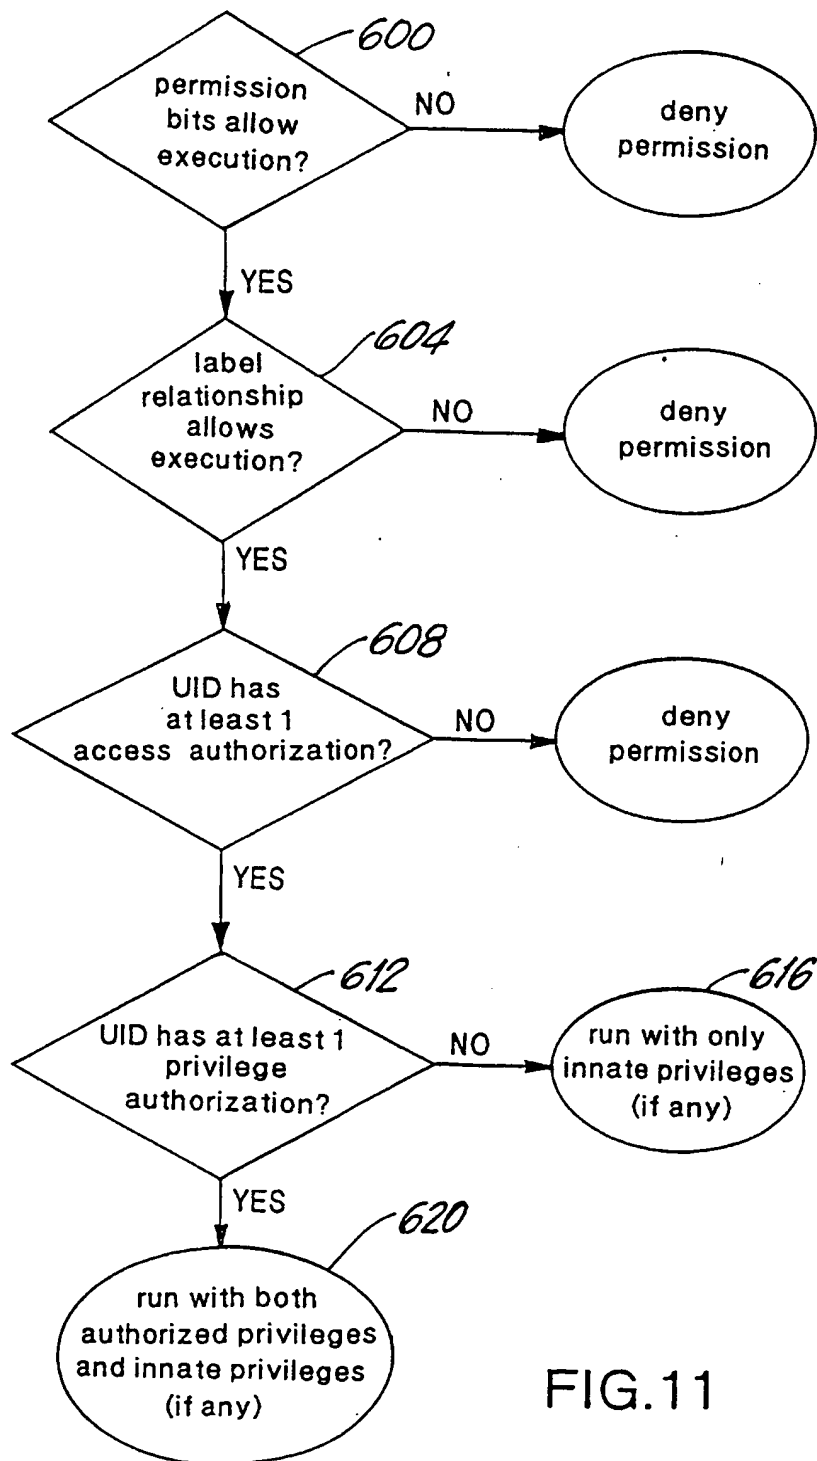 600
permission
bits allow
execution?
NO
deny
permission
YES
604
label
relationship
allows
execution?
NO
deny
permission
YES
608
UID has
at least 1
access authorization?
NO
deny
permission
YES
612
UID has at least 1
privilege
authorization?
NO
616
run with only
innate privileges
(if any)
YES
620
run with both
authorized privileges
and innate privileges
(if any)
FIG.11